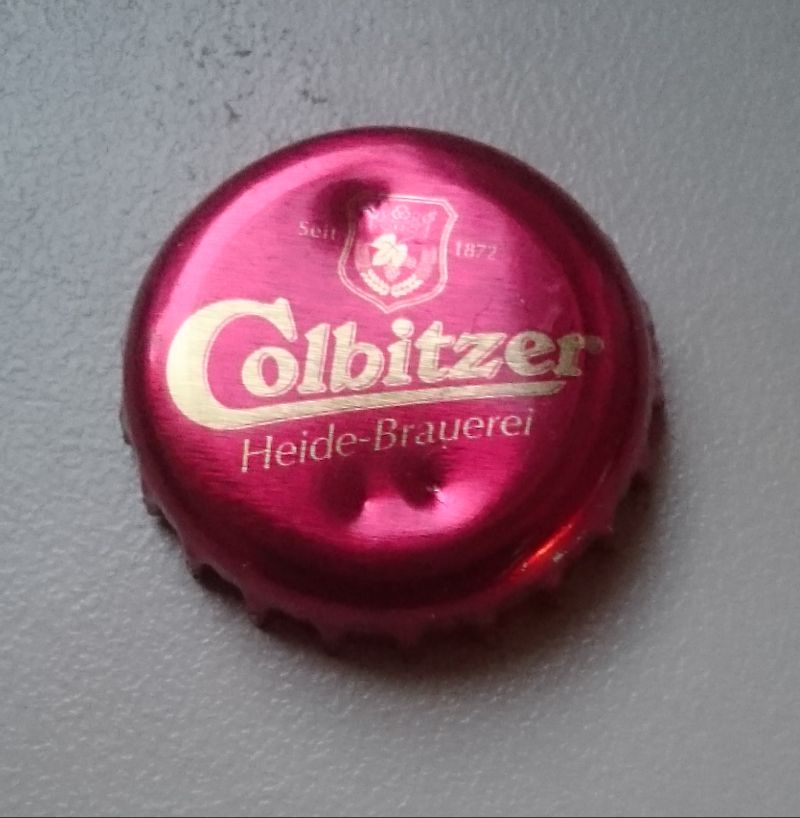 Seit 1872
Colbitzer
Heide-Brauerei